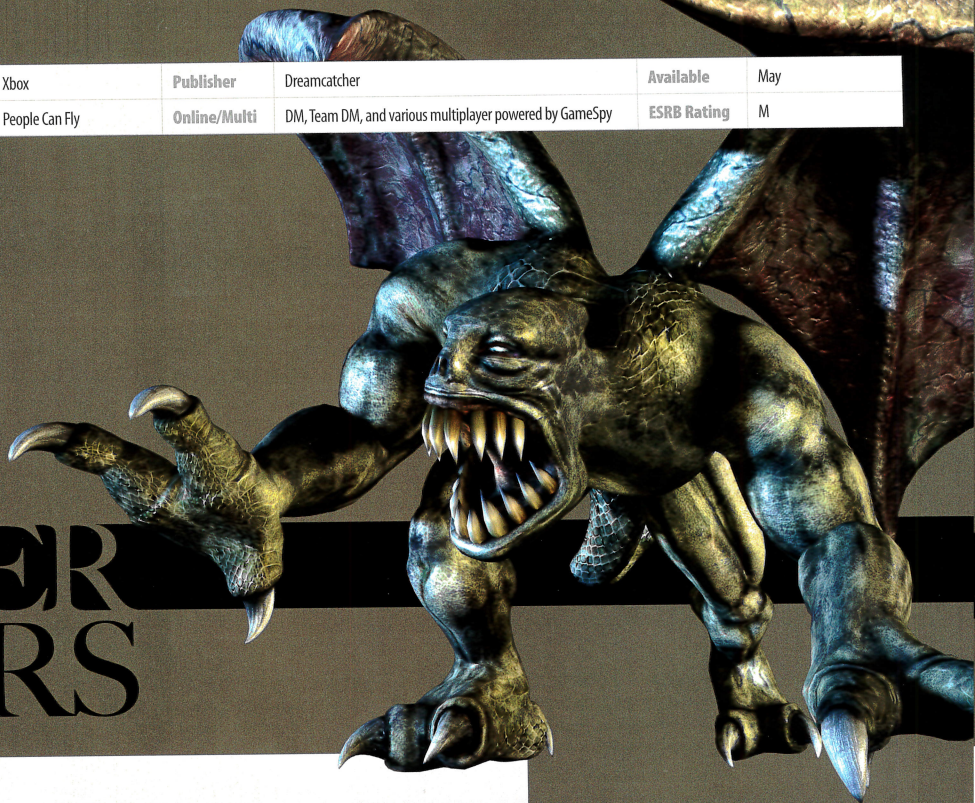 Xbox Publisher Dreamcatcher Available May
People Can Fly Online/Multi DM, Team DM, and various multiplayer powered by GameSpy ESRB Rating M
ER
RS